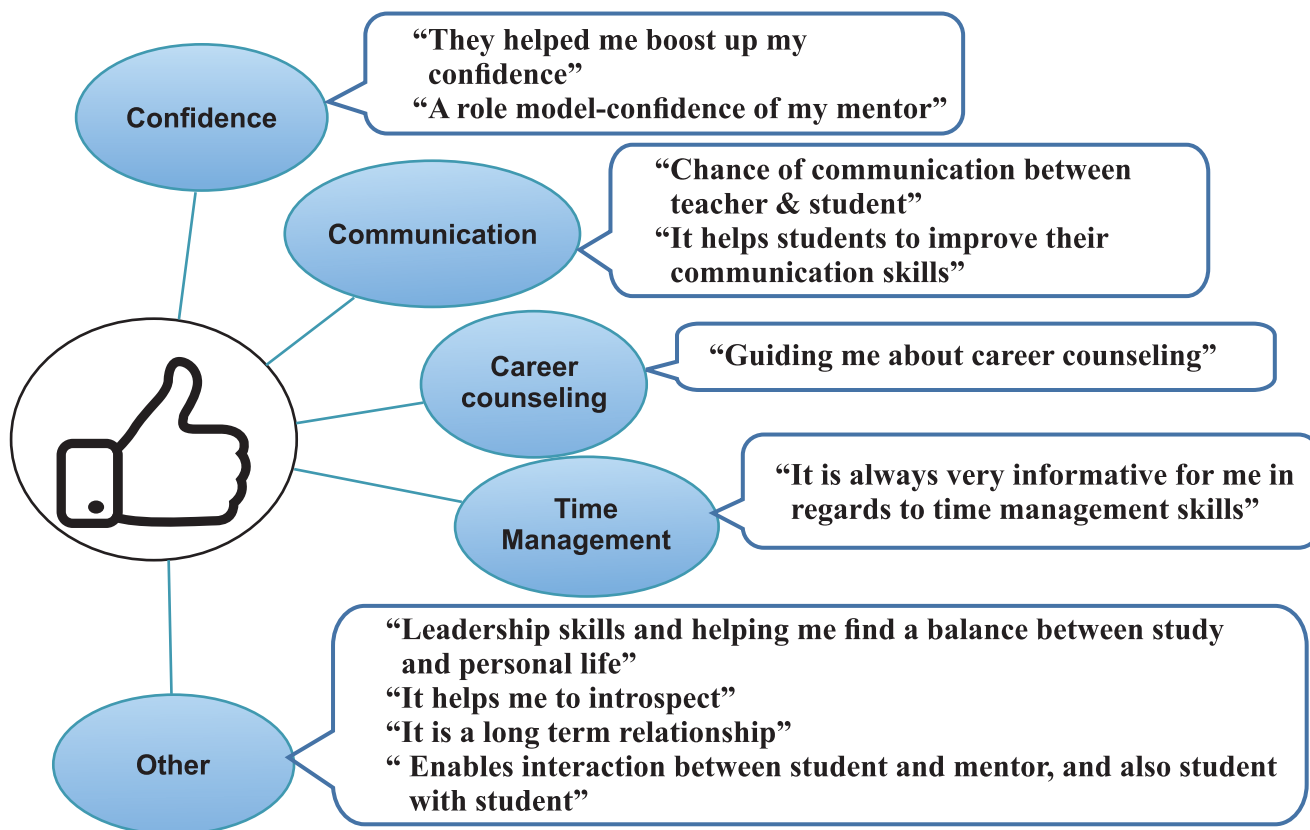 Confidence
“They helped me boost up my
confidence”
“A role model-confidence of my mentor”
Communication
“Chance of communication between
teacher & student”
“It helps students to improve their
communication skills”
Career
counseling
“Guiding me about career counseling”
Time
Management
“It is always very informative for me in
regards to time management skills”
Other
“Leadership skills and helping me find a balance between study
and personal life”
“It helps me to introspect”
“It is a long term relationship”
“ Enables interaction between student and mentor, and also student
with student”